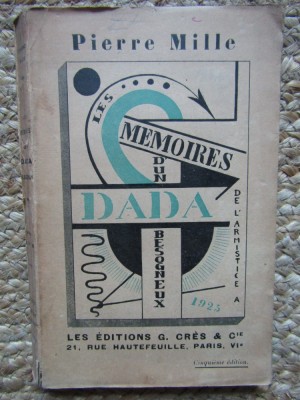 Pierre Mille
LES
MEMOIRES
D'UN
DADA
BESOGNEUX
DE L'ARMISTICE A
1925
LES ÉDITIONS G. CRÈS & Cie
21, RUE HAUTEFEUILLE, PARIS, VIe
Cinquième édition.